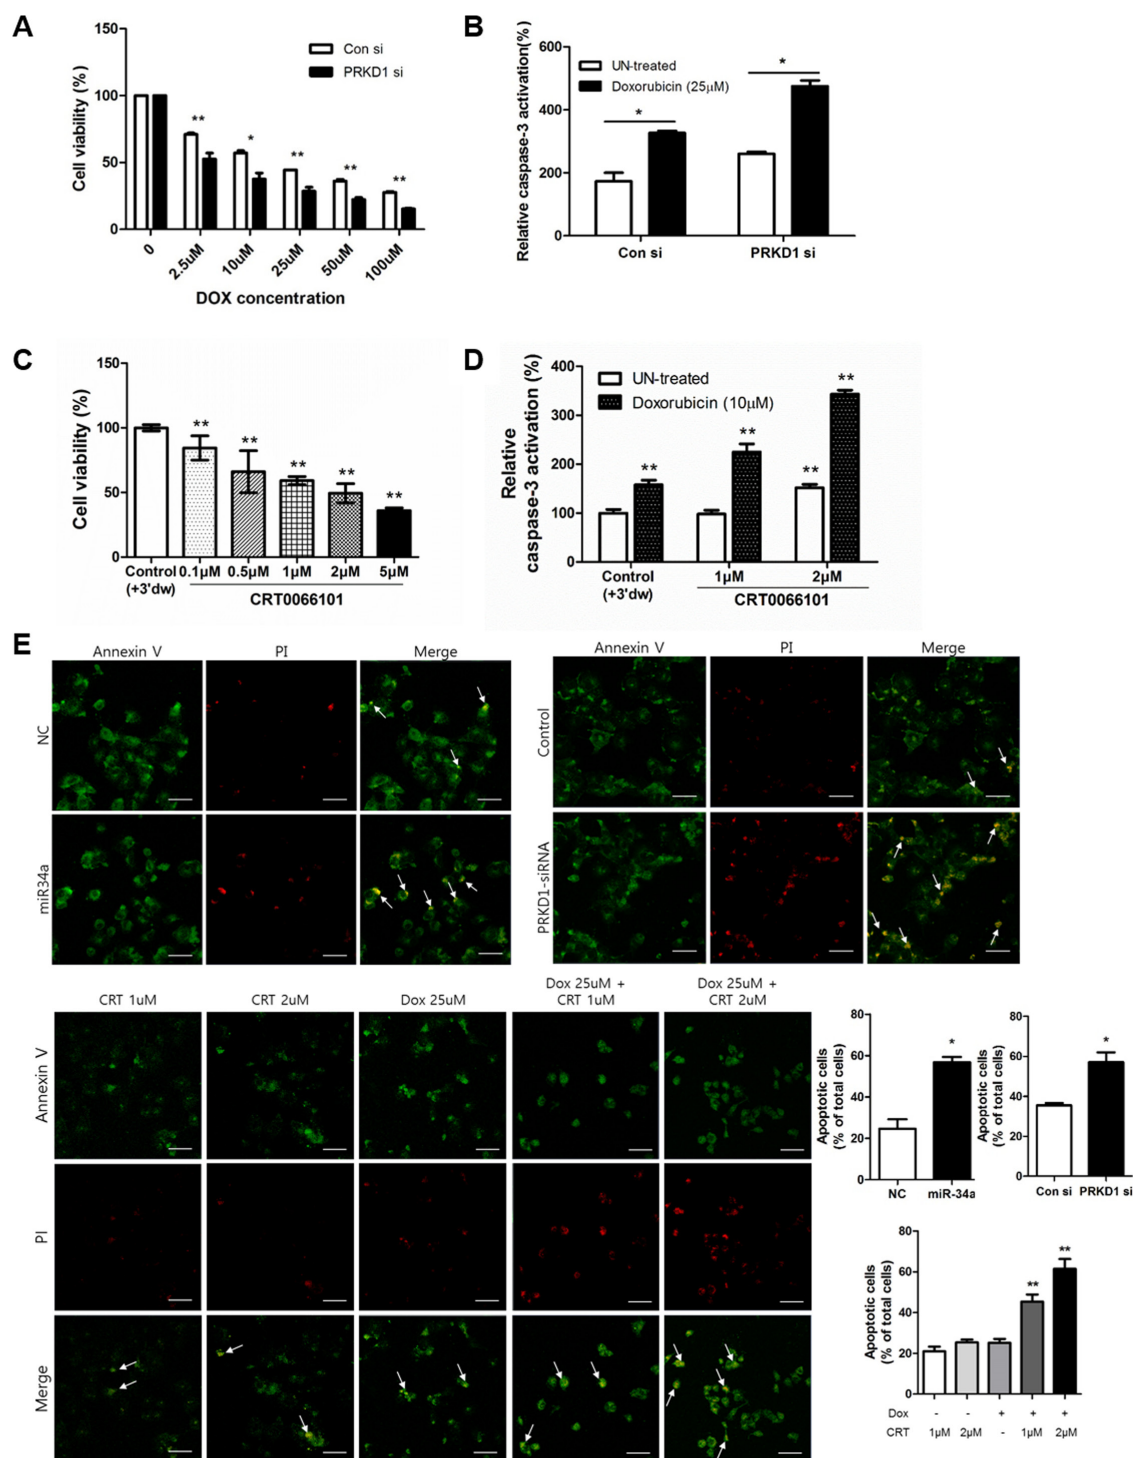 A
Cell viability (%)
150
100
50
0
Con si
PRKD1 si
**
*
**
**
**
0
2.5uM
10uM
25uM
50uM
100uM
DOX concentration
B
Relative caspase-3 activation(%)
600
400
200
0
UN-treated
Doxorubicin (25μM)
*
*
Con si
PRKD1 si
C
Cell viability (%)
150
100
50
0
**
**
**
**
**
Control
(+3'dw)
0.1μM
0.5μM
1μM
2μM
5μM
CRT0066101
D
Relative
caspase-3 activation (%)
400
300
200
100
0
UN-treated
Doxorubicin (10μM)
**
**
**
**
Control
(+3'dw)
1μM
2μM
CRT0066101
E
Annexin V
PI
Merge
NC
miR34a
Annexin V
PI
Merge
Control
PRKD1-siRNA
CRT 1uM
CRT 2uM
Dox 25uM
Dox 25uM +
CRT 1uM
Dox 25uM +
CRT 2uM
Annexin V
PI
Merge
Apoptotic cells
(% of total cells)
80
60
40
20
0
*
NC
miR-34a
Apoptotic cells
(% of total cells)
80
60
40
20
0
*
Con si
PRKD1 si
Apoptotic cells
(% of total cells)
80
60
40
20
0
**
**
Dox - - + + +
CRT 1μM 2μM - 1μM 2μM